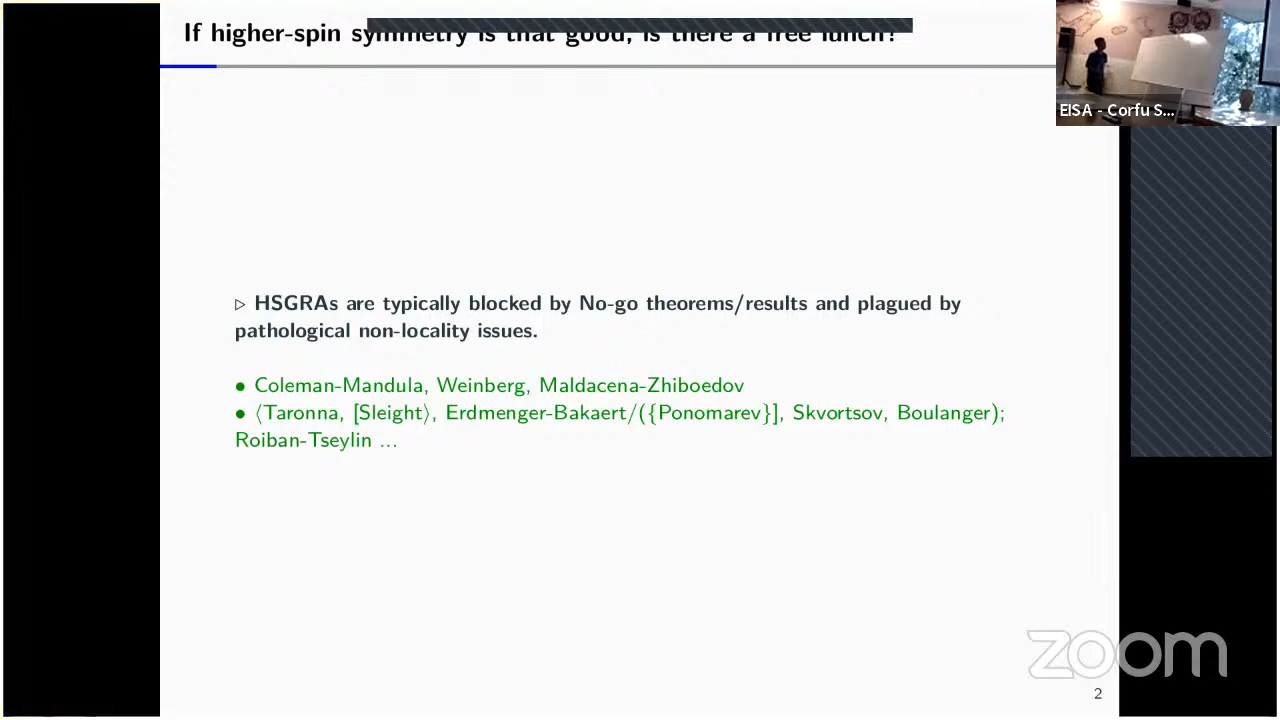 If higher-spin symmetry is that good, is there a free lunch?
EISA - Corfu S...
▷ HSGRAs are typically blocked by No-go theorems/results and plagued by
pathological non-locality issues.
• Coleman-Mandula, Weinberg, Maldacena-Zhiboedov
• ⟨Taronna, [Sleight⟩, Erdmenger-Bakaert/({Ponomarev}], Skvortsov, Boulanger);
Roiban-Tseylin ...
zoom
2